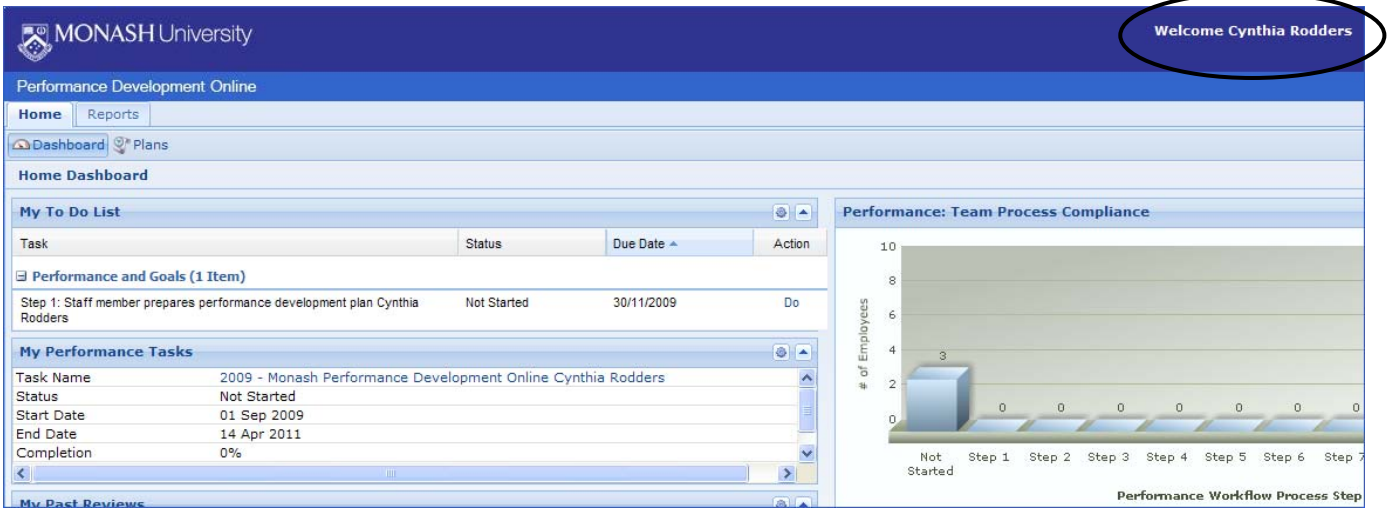 MONASH University
Welcome Cynthia Rodders
Performance Development Online
Home Reports
Dashboard Plans
Home Dashboard
My To Do List
Task Status Due Date Action
Performance and Goals (1 Item)
Step 1: Staff member prepares performance development plan Cynthia Rodders Not Started 30/11/2009 Do
My Performance Tasks
Task Name 2009 - Monash Performance Development Online Cynthia Rodders
Status Not Started
Start Date 01 Sep 2009
End Date 14 Apr 2011
Completion 0%
My Past Reviews
Performance: Team Process Compliance
# of Employees
10
8
6
4
2
0
3 0 0 0 0 0 0 0
Not Started Step 1 Step 2 Step 3 Step 4 Step 5 Step 6 Step 7
Performance Workflow Process Step